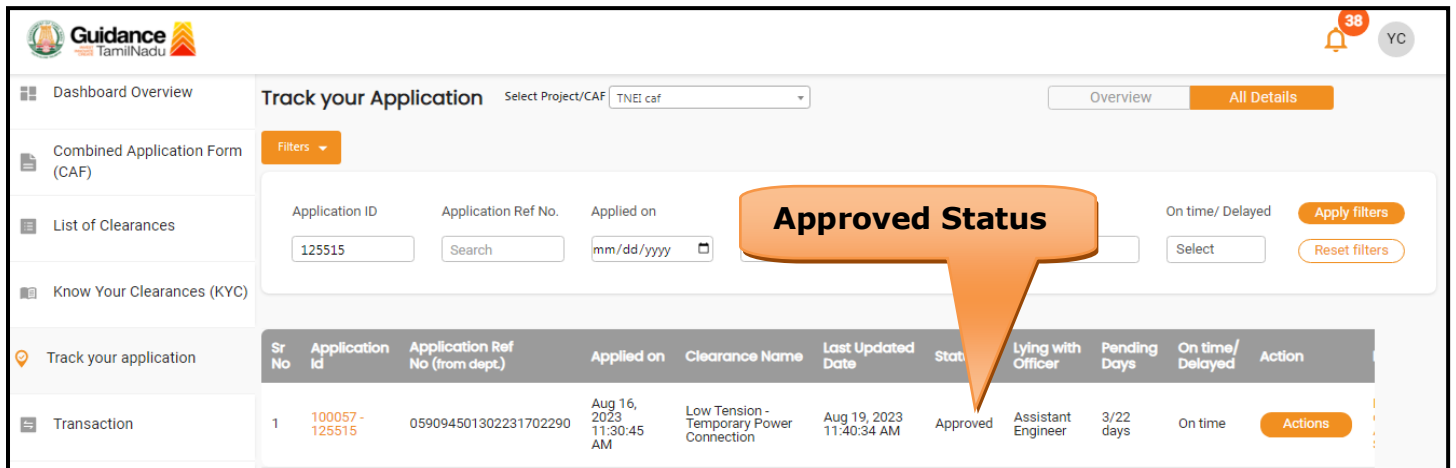 Guidance
TamilNadu
38
YC
Dashboard Overview
Track your Application
Select Project/CAF
TNEI caf
Overview
All Details
Combined Application Form
(CAF)
Filters
List of Clearances
Application ID
Application Ref No.
Applied on
Approved Status
On time/ Delayed
Apply filters
125515
Search
mm/dd/yyyy
Select
Reset filters
Know Your Clearances (KYC)
Track your application
Sr
No
Application
Id
Application Ref
No (from dept.)
Applied on
Clearance Name
Last Updated
Date
Lying with
Officer
Pending
Days
On time/
Delayed
Action
Transaction
1
100057 -
125515
059094501302231702290
Aug 16,
2023
11:30:45
AM
Low Tension -
Temporary Power
Connection
Aug 19, 2023
11:40:34 AM
Approved
Assistant
Engineer
3/22
days
On time
Actions